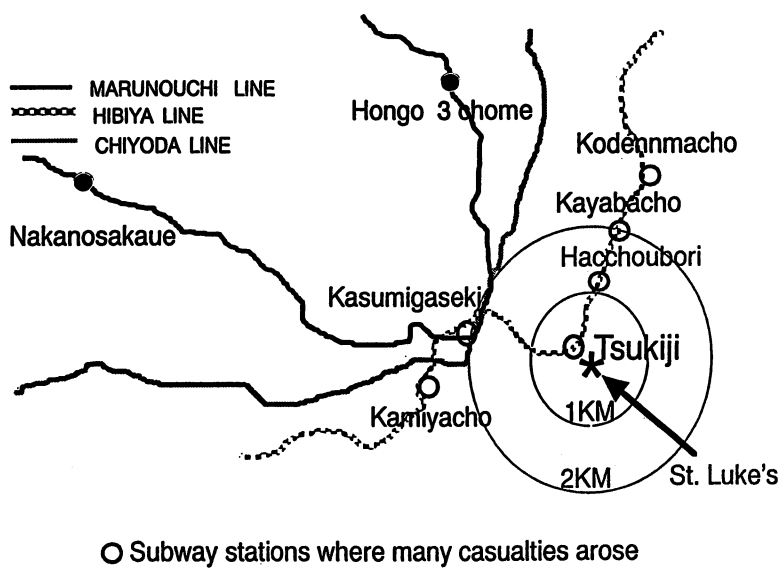 MARUNOUCHI LINE
HIBIYA LINE
CHIYODA LINE
Hongo 3 chome
Kodennmacho
Kayabacho
Nakanosakaue
Hacchoubori
Kasumigaseki
Tsukiji
Kamiyacho
1KM
2KM
St. Luke's
Subway stations where many casualties arose